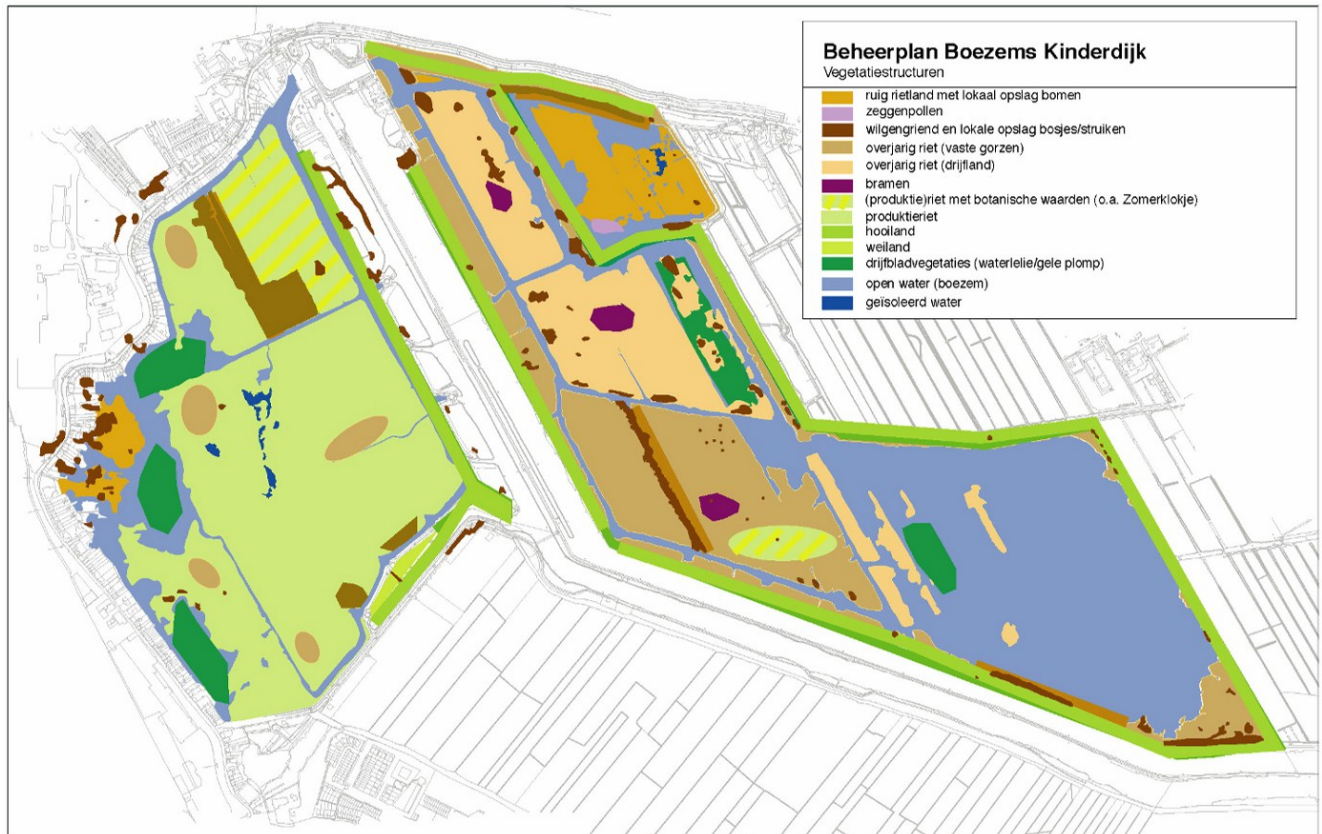 Beheerplan Boezems Kinderdijk
Vegetatiestructuren
ruig rietland met lokaal opslag bomen
zeggenpollen
wilgengriend en lokale opslag bosjes/struiken
overjarig riet (vaste gorzen)
overjarig riet (drijfland)
bramen
(produktie)riet met botanische waarden (o.a. Zomerklokje)
produktieriet
hooiland
weiland
drijfbladvegetaties (waterlelie/gele plomp)
open water (boezem)
geïsoleerd water